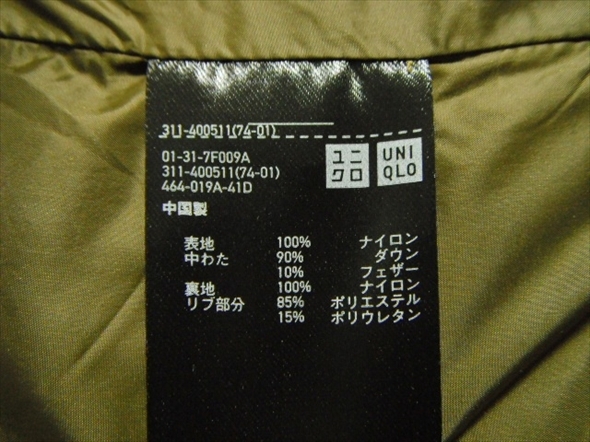 311-400511(74-01)
01-31-7F009A
311-400511(74-01)
464-019A-41D
中国製
ユニ
クロ
UNI
QLO
表地 100% ナイロン
中わた 90% ダウン
10% フェザー
裏地 100% ナイロン
リブ部分 85% ポリエステル
15% ポリウレタン